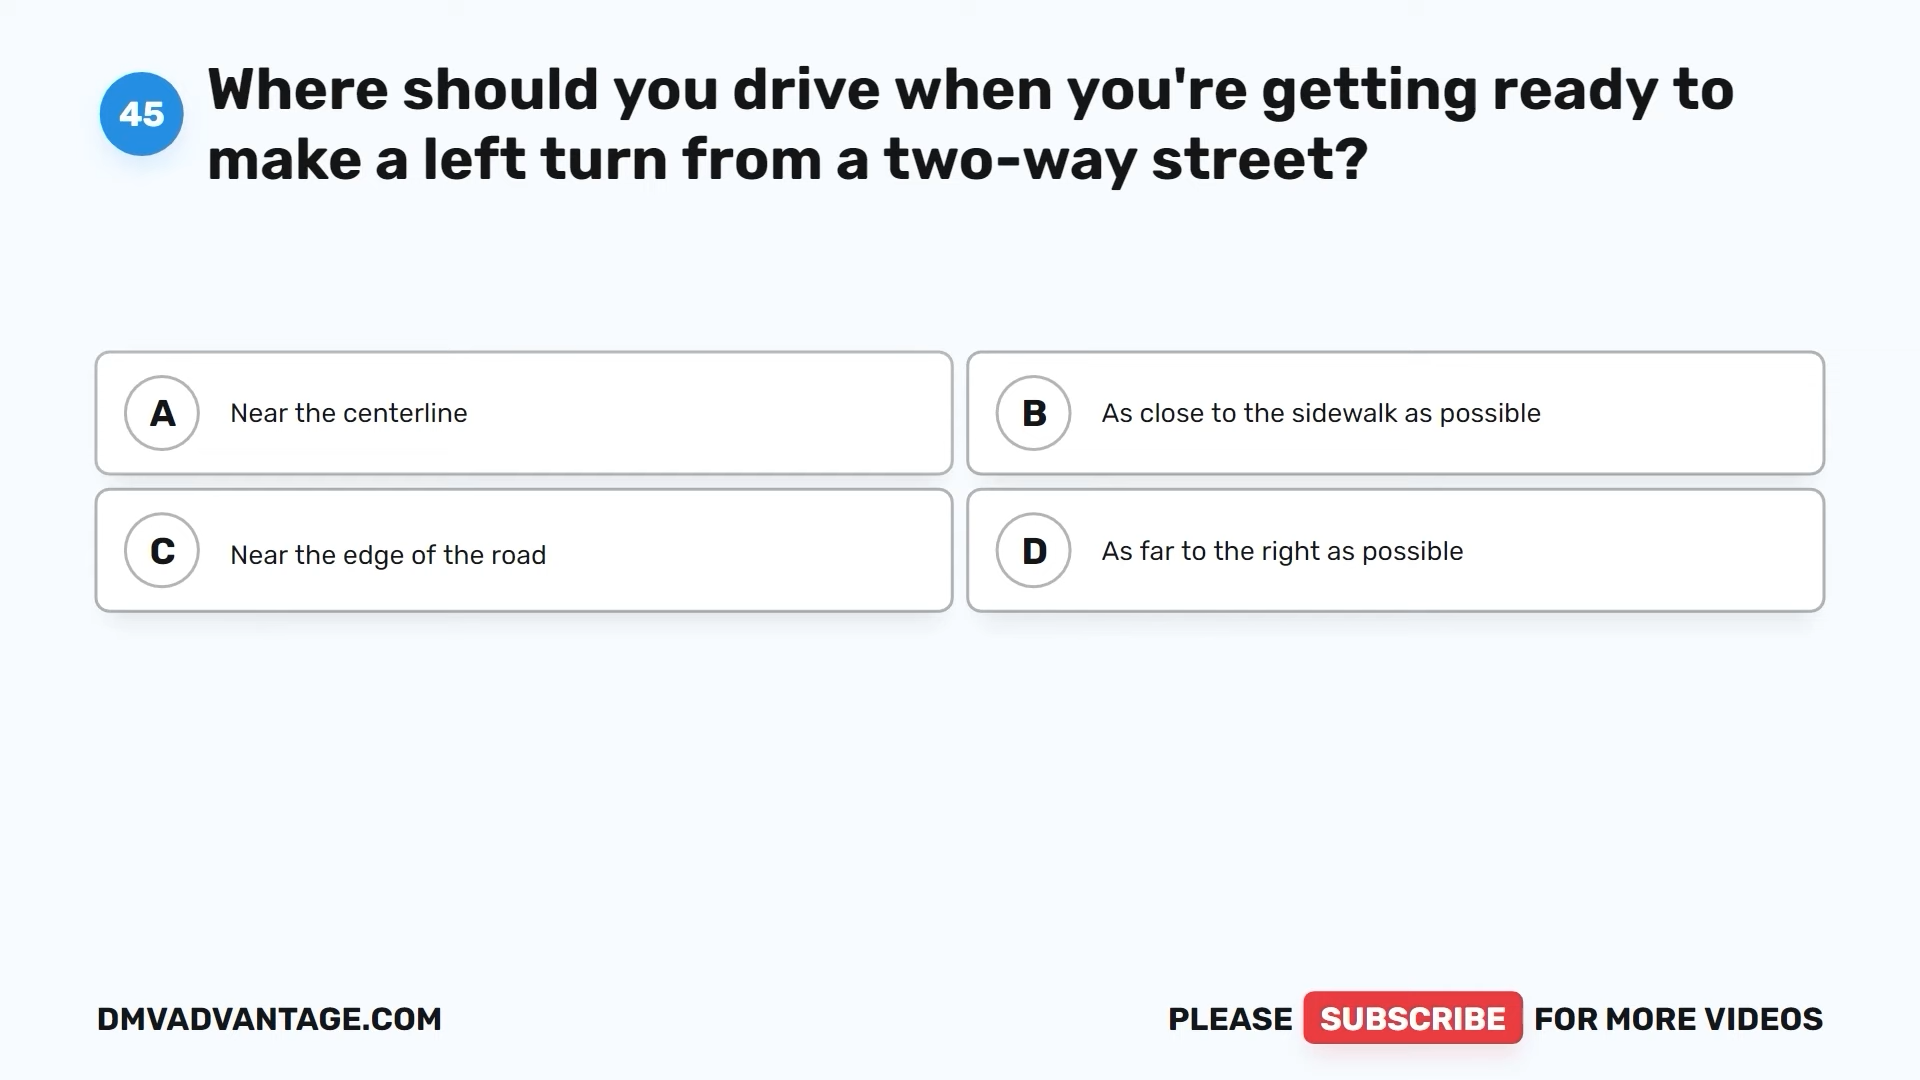 45
Where should you drive when you're getting ready to
make a left turn from a two-way street?
A Near the centerline
B As close to the sidewalk as possible
C Near the edge of the road
D As far to the right as possible
DMVADVANTAGE.COM
PLEASE SUBSCRIBE FOR MORE VIDEOS